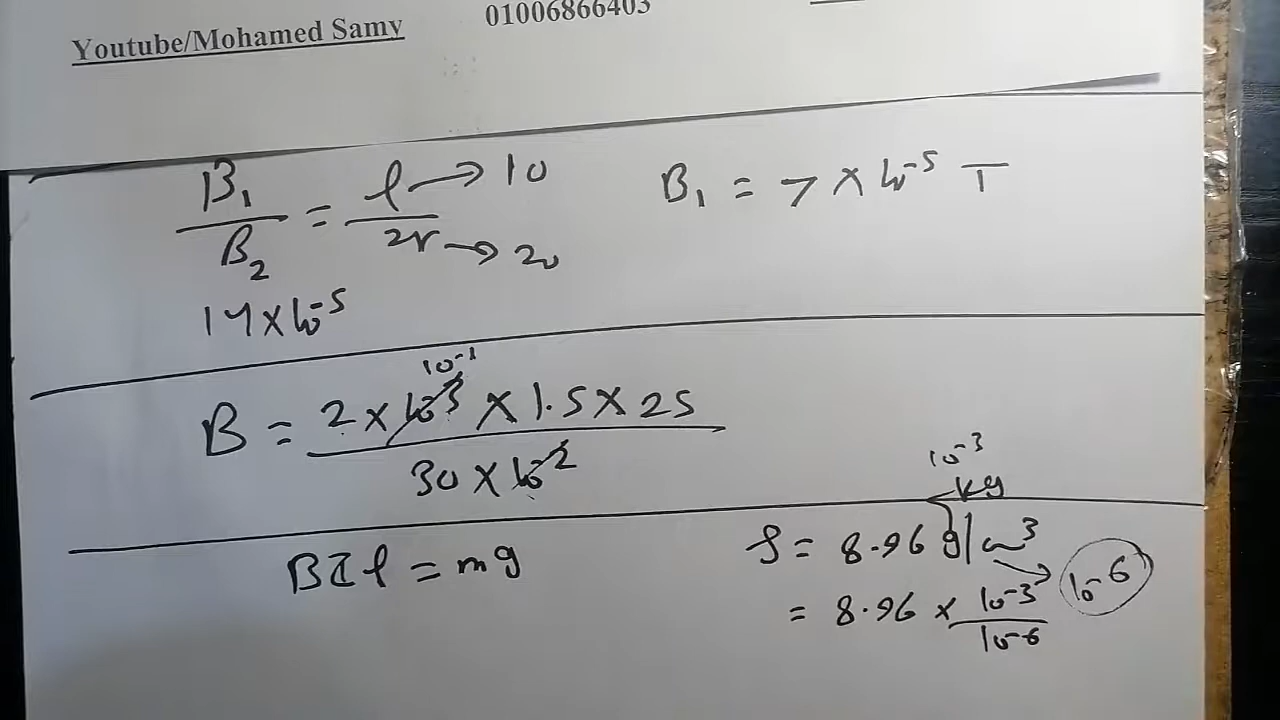 Youtube/Mohamed Samy 01006866403
B₁/B₂ = ℓ/2r → 10 → 20
B₁ = 7 × 10⁻⁵ T
14×10⁻⁵
B = 2 × 10⁻³ × 1.5 × 25 / 30 × 10⁻²
10⁻¹
BIℓ = mg
10⁻³
kg
ρ = 8.96 g/cm³ → 10⁻⁶
= 8.96 × 10⁻³/10⁻⁶